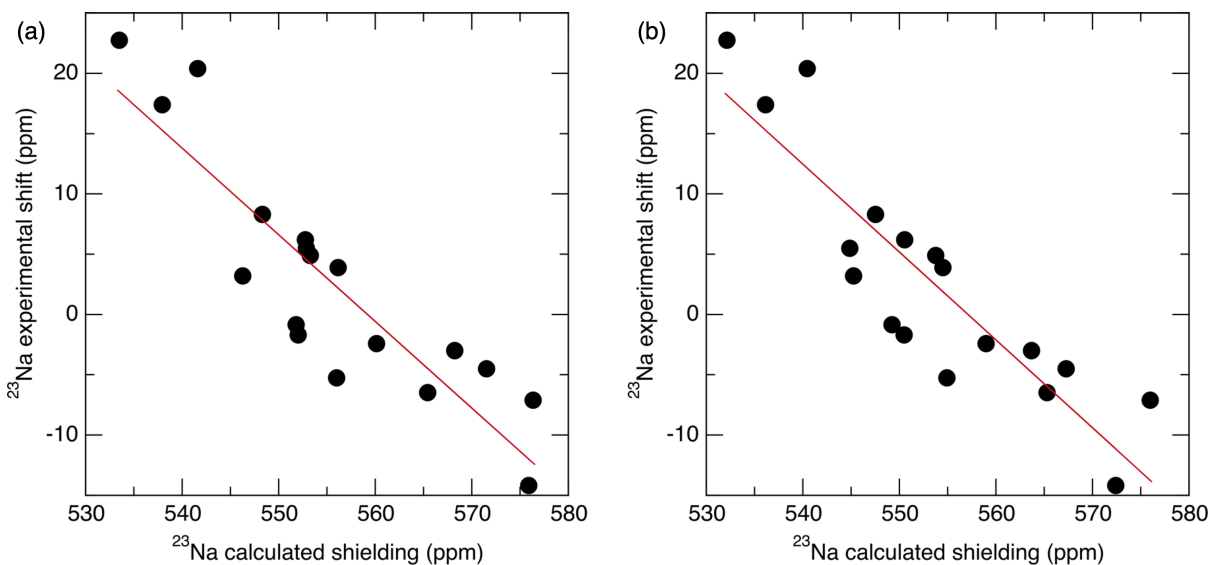 (a)
20
10
0
-10
530 540 550 560 570 580
²³Na experimental shift (ppm)
²³Na calculated shielding (ppm)
(b)
20
10
0
-10
530 540 550 560 570 580
²³Na experimental shift (ppm)
²³Na calculated shielding (ppm)